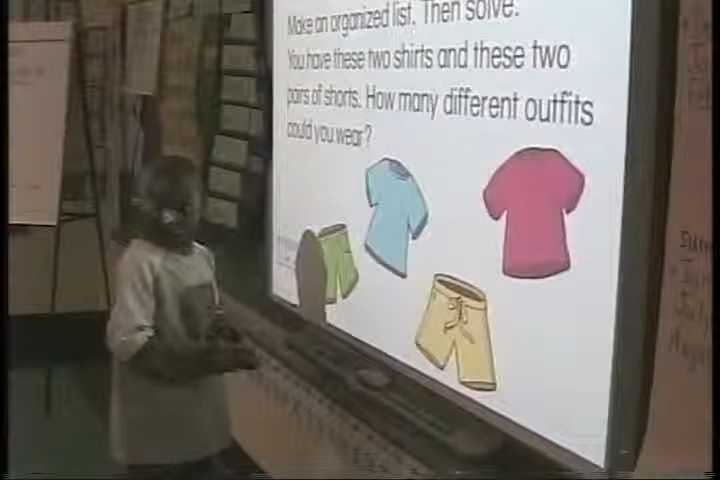 Make an organized list. Then solve.
You have these two shirts and these two
pairs of shorts. How many different outfits
could you wear?
July